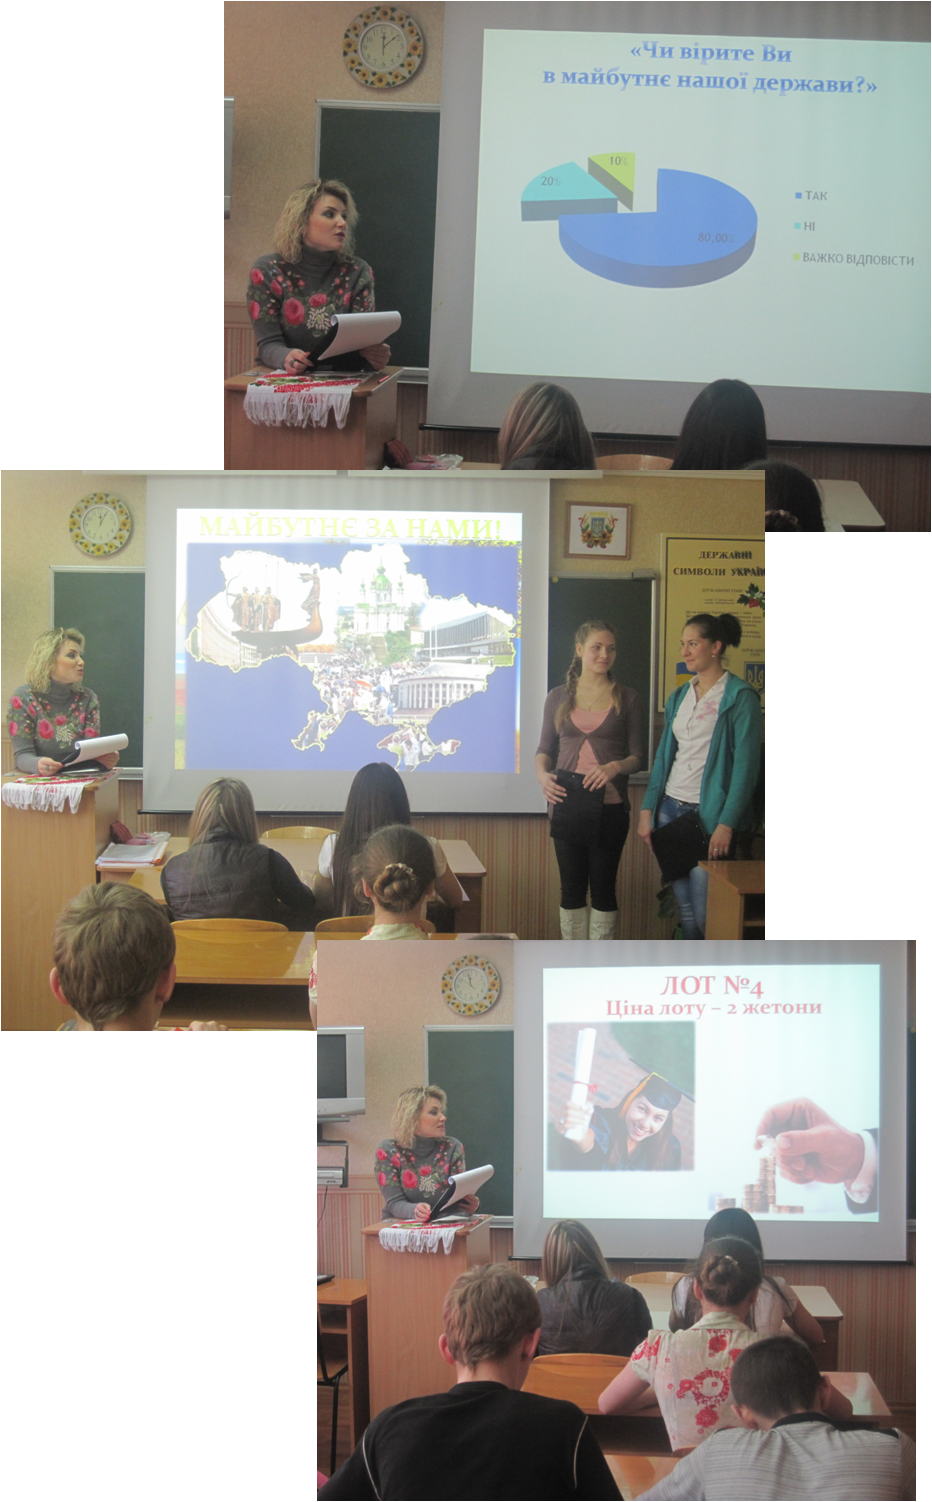 «Чи вірите Ви
в майбутнє нашої держави?»
10%
20%
80,00%
ТАК
НІ
ВАЖКО ВІДПОВІСТИ
МАЙБУТНЄ ЗА НАМИ!
ДЕРЖАВНІ
СИМВОЛИ УКРАЇ
ЛОТ №4
Ціна лоту – 2 жетони